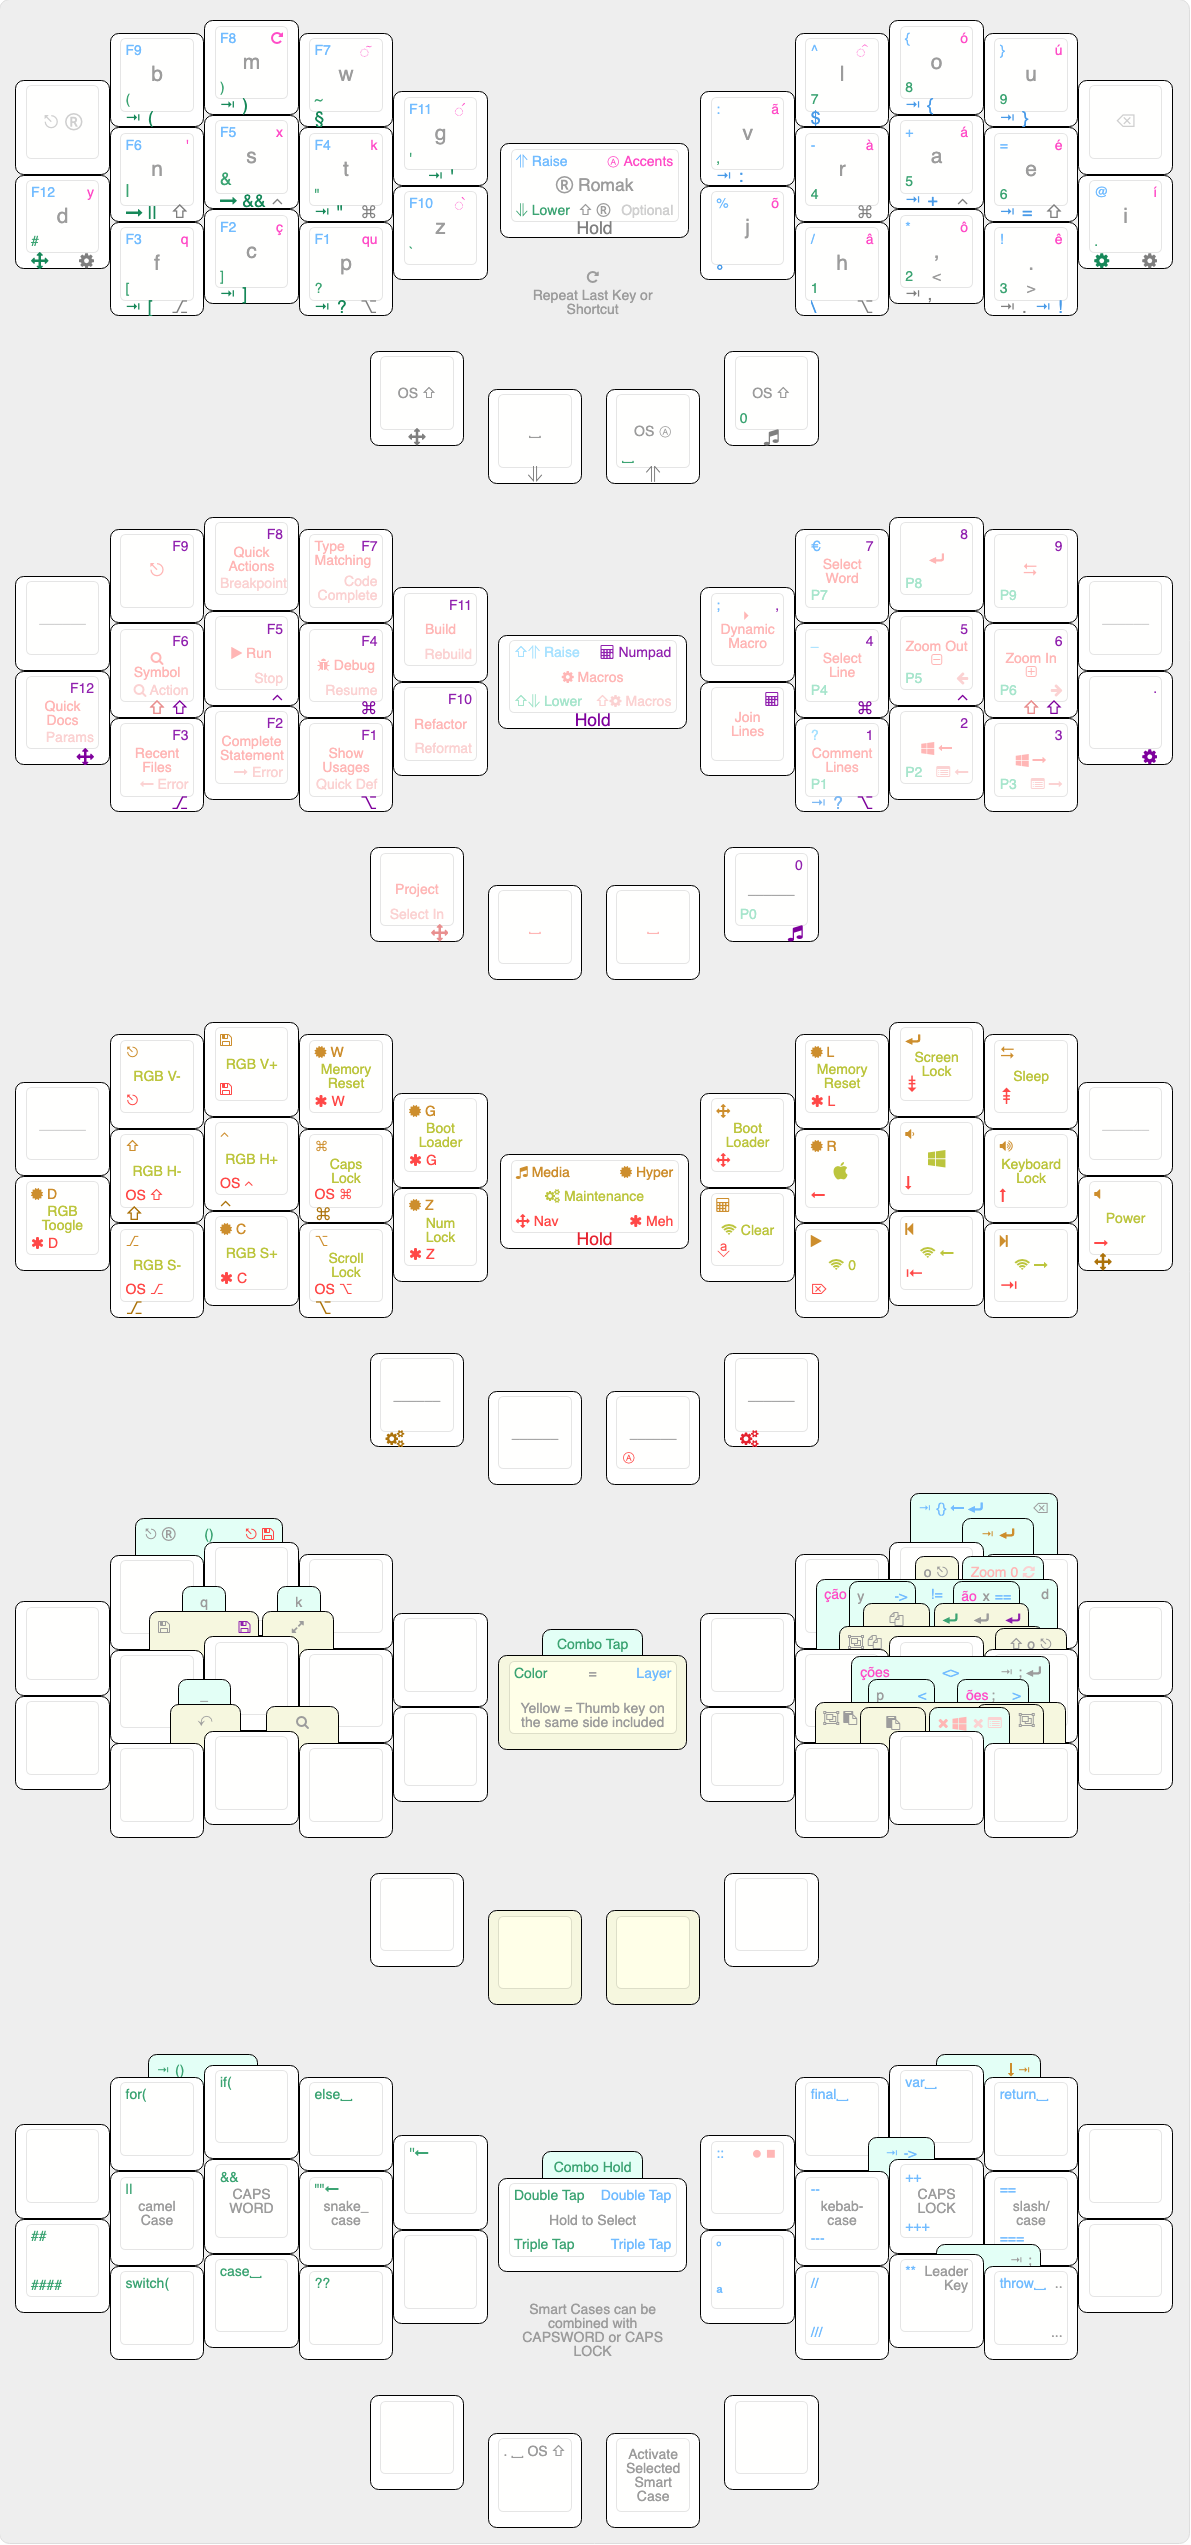 F9
b
(
⇥ (
F8
m
)
⇥ )
F7
w
~
§
F11
g
'
⇥ '
® 
F12 y
d
#
F6 '
n
|
→ || ⇧
F5 x
s
&
→ && ^
F4 k
t
"
⇥ " ⌘
F10
z
`
F3 q
f
[
⇥ [
F2 ç
c
]
⇥ ]
F1 qu
p
?
⇥ ? ⌥
⇑ Raise Ⓐ Accents
® Romak
⇓ Lower ⇧ ® Optional
Hold
Repeat Last Key or
Shortcut
: ã
v
,
⇥ :
^
l
7
$
{ ó
o
8
⇥ {
} ú
u
9
⇥ }
⌫
% õ
j
°
- à
r
4
⌘
+ á
a
5
⇥ + ^
= é
e
6
⇥ = ⇧
@ í
i
.
/ â
h
1
\ ⌥
* ô
,
2 <
⇥ ,
! ê
.
3 >
⇥ . ⇥ !
OS ⇧
⎵
OS Ⓐ
⎵
OS ⇧
0
F9
F8
Quick
Actions
Breakpoint
Type F7
Matching
Code
Complete
F11
Build
Rebuild
F12
Quick
Docs
Params
F6
Symbol
Action
⇧ ⇧
F5
Run
Stop
^
F4
Debug
Resume
⌘
F10
Refactor
Reformat
F3
Recent
Files
← Error
F2
Complete
Statement
→ Error
F1
Show
Usages
Quick Def
⌥
⇧⇑ Raise Numpad
Macros
⇧⇓ Lower ⇧ Macros
Hold
; ,
Dynamic
Macro
€ 7
Select
Word
P7
8
P8
9
P9
Join
Lines
_ 4
Select
Line
P4
⌘
5
Zoom Out
P5 ←
^
6
Zoom In
P6 →
⇧ ⇧
.
? 1
Comment
Lines
P1
⇥ ? ⌥
2
←
P2 ←
3
→
P3 →
Project
Select In
⎵
⎵
0
P0
RGB V-
RGB V+
W
Memory
Reset
✱ W
G
Boot
Loader
✱ G
D
RGB
Toogle
✱ D
⇧
RGB H-
OS ⇧
⇧
^
RGB H+
OS ^
^
⌘
Caps
Lock
OS ⌘
⌘
Z
Num
Lock
✱ Z
RGB S-
OS
C
RGB S+
✱ C
⌥
Scroll
Lock
OS ⌥
⌥
Media Hyper
Maintenance
Nav ✱ Meh
Hold
Boot
Loader
L
Memory
Reset
✱ L
Screen
Lock
Sleep
Clear
a
R
←
↓
Keyboard
Lock
↑
Power
→
0
⌦
←
⇤
→
⇥
Ⓐ
® ()
q
k
_
Combo Tap
Color = Layer
Yellow = Thumb key on
the same side included
⇥ {} ← ↵ ⌫
⇥ ↵
o
Zoom 0
ção y -> != ão x == d
↵ ↵ ↵
⇧ o
ções <> ⇥ ; ↵
p < ões ; >
⇥ ()
for(
if(
else⎵
"←
||
camel
Case
&&
CAPS
WORD
""←
snake_
case
##
####
switch(
case⎵
??
Combo Hold
Double Tap Double Tap
Hold to Select
Triple Tap Triple Tap
Smart Cases can be
combined with
CAPSWORD or CAPS
LOCK
↓ ⇥
::
final⎵
var⎵
return⎵
⇥ ->
°
a
--
kebab-
case
---
++
CAPS
LOCK
+++
==
slash/
case
===
⇥ ;
//
///
** Leader
Key
throw⎵ ..
...
. ⎵ OS ⇧
Activate
Selected
Smart
Case